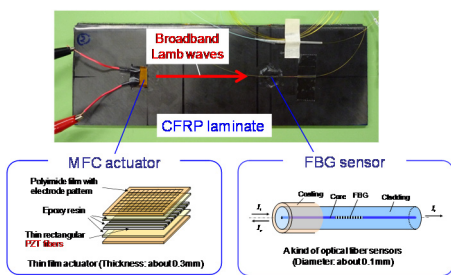 Broadband
Lamb waves
CFRP laminate
MFC actuator
Polyimide film with
electrode pattern
Epoxy resin
Thin rectangular
PZT fibers
Thin film actuator (Thickness: about 0.3mm)
FBG sensor
Coating
Core
FBG
Cladding
A kind of optical fiber sensors
(Diameter: about 0.1mm)